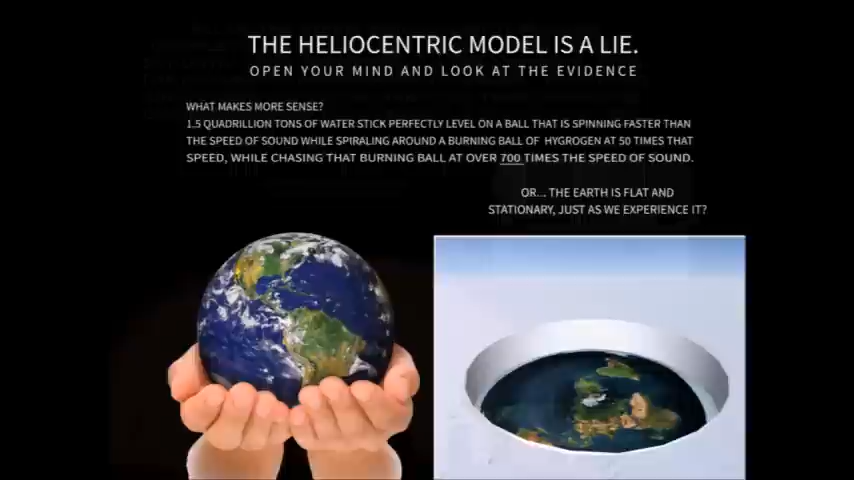 THE HELIOCENTRIC MODEL IS A LIE.
OPEN YOUR MIND AND LOOK AT THE EVIDENCE
WHAT MAKES MORE SENSE?
1.5 QUADRILLION TONS OF WATER STICK PERFECTLY LEVEL ON A BALL THAT IS SPINNING FASTER THAN
THE SPEED OF SOUND WHILE SPIRALING AROUND A BURNING BALL OF HYGROGEN AT 50 TIMES THAT
SPEED, WHILE CHASING THAT BURNING BALL AT OVER 700 TIMES THE SPEED OF SOUND.
OR... THE EARTH IS FLAT AND
STATIONARY, JUST AS WE EXPERIENCE IT?